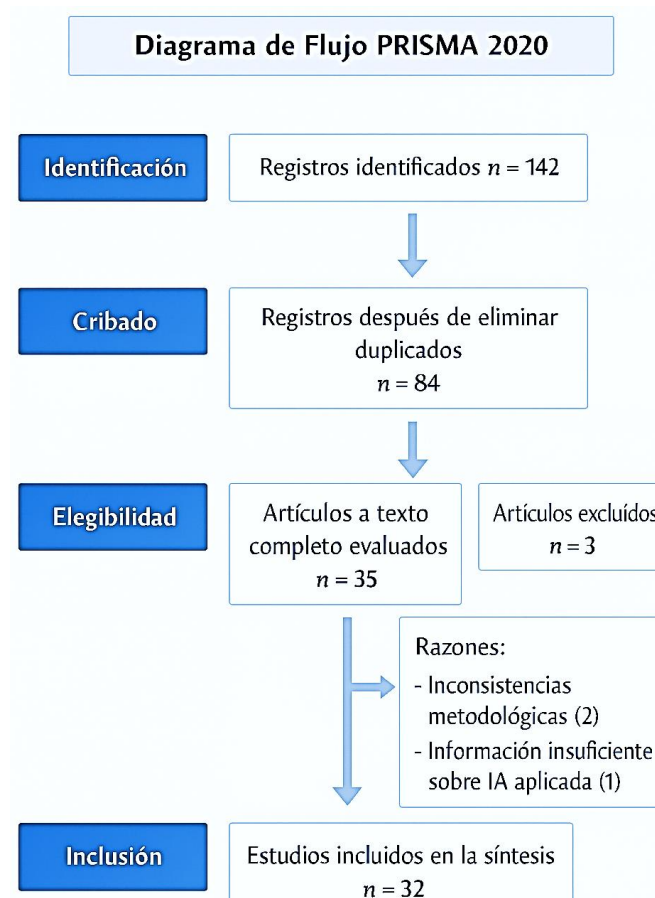 Diagrama de Flujo PRISMA 2020
Identificación
Registros identificados n = 142
Cribado
Registros después de eliminar
duplicados
n = 84
Elegibilidad
Artículos a texto
completo evaluados
n = 35
Artículos excluídos
n = 3
Razones:
- Inconsistencias
metodológicas (2)
- Información insuficiente
sobre IA aplicada (1)
Inclusión
Estudios incluidos en la síntesis
n = 32